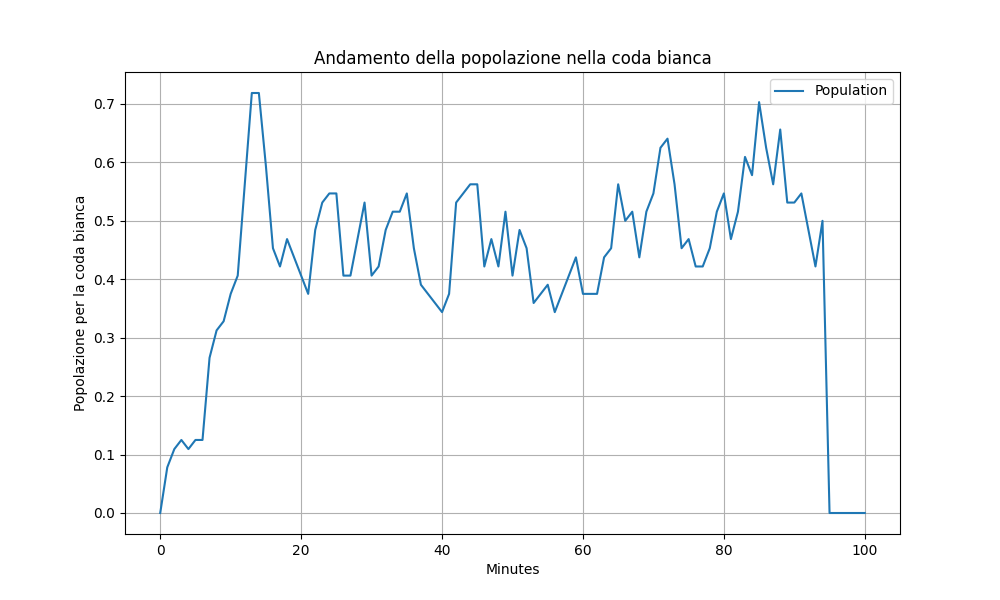 Andamento della popolazione nella coda bianca
Population
Popolazione per la coda bianca
0.7
0.6
0.5
0.4
0.3
0.2
0.1
0.0
0 20 40 60 80 100
Minutes